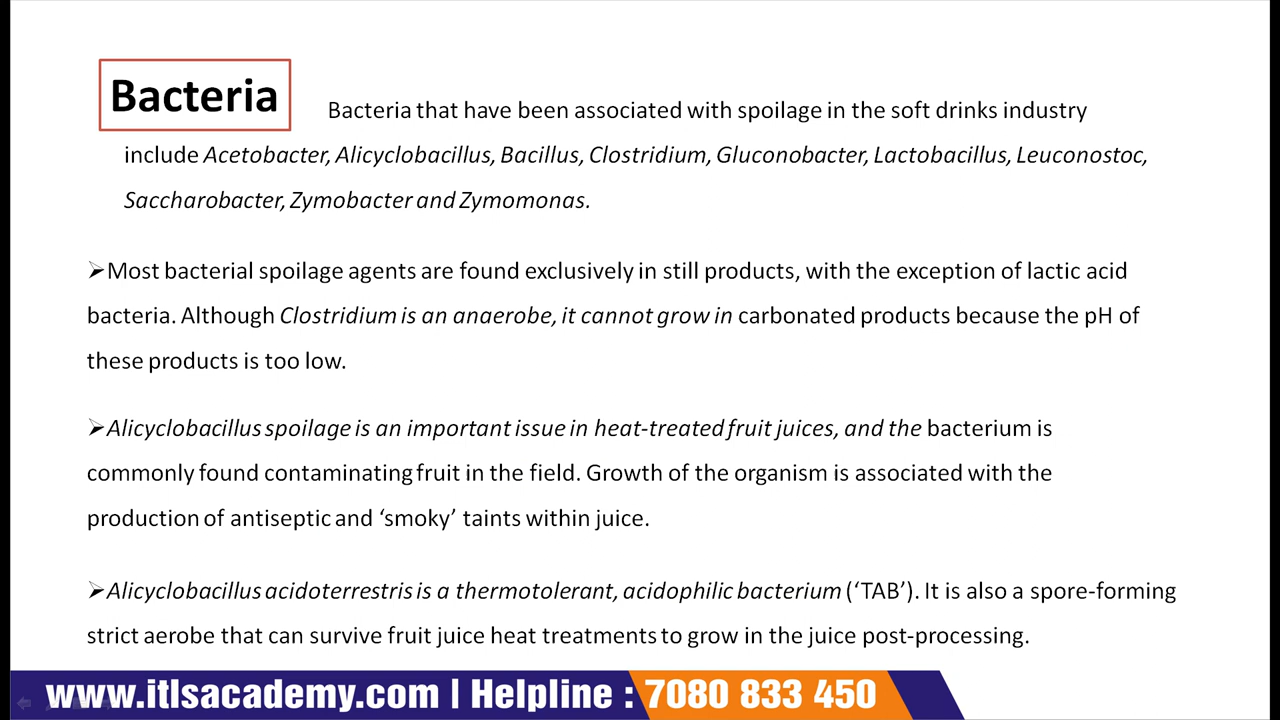 Bacteria
Bacteria that have been associated with spoilage in the soft drinks industry
include Acetobacter, Alicyclobacillus, Bacillus, Clostridium, Gluconobacter, Lactobacillus, Leuconostoc,
Saccharobacter, Zymobacter and Zymomonas.
➢Most bacterial spoilage agents are found exclusively in still products, with the exception of lactic acid
bacteria. Although Clostridium is an anaerobe, it cannot grow in carbonated products because the pH of
these products is too low.
➢Alicyclobacillus spoilage is an important issue in heat-treated fruit juices, and the bacterium is
commonly found contaminating fruit in the field. Growth of the organism is associated with the
production of antiseptic and ‘smoky’ taints within juice.
➢Alicyclobacillus acidoterrestris is a thermotolerant, acidophilic bacterium (‘TAB’). It is also a spore-forming
strict aerobe that can survive fruit juice heat treatments to grow in the juice post-processing.
www.itlsacademy.com | Helpline : 7080 833 450